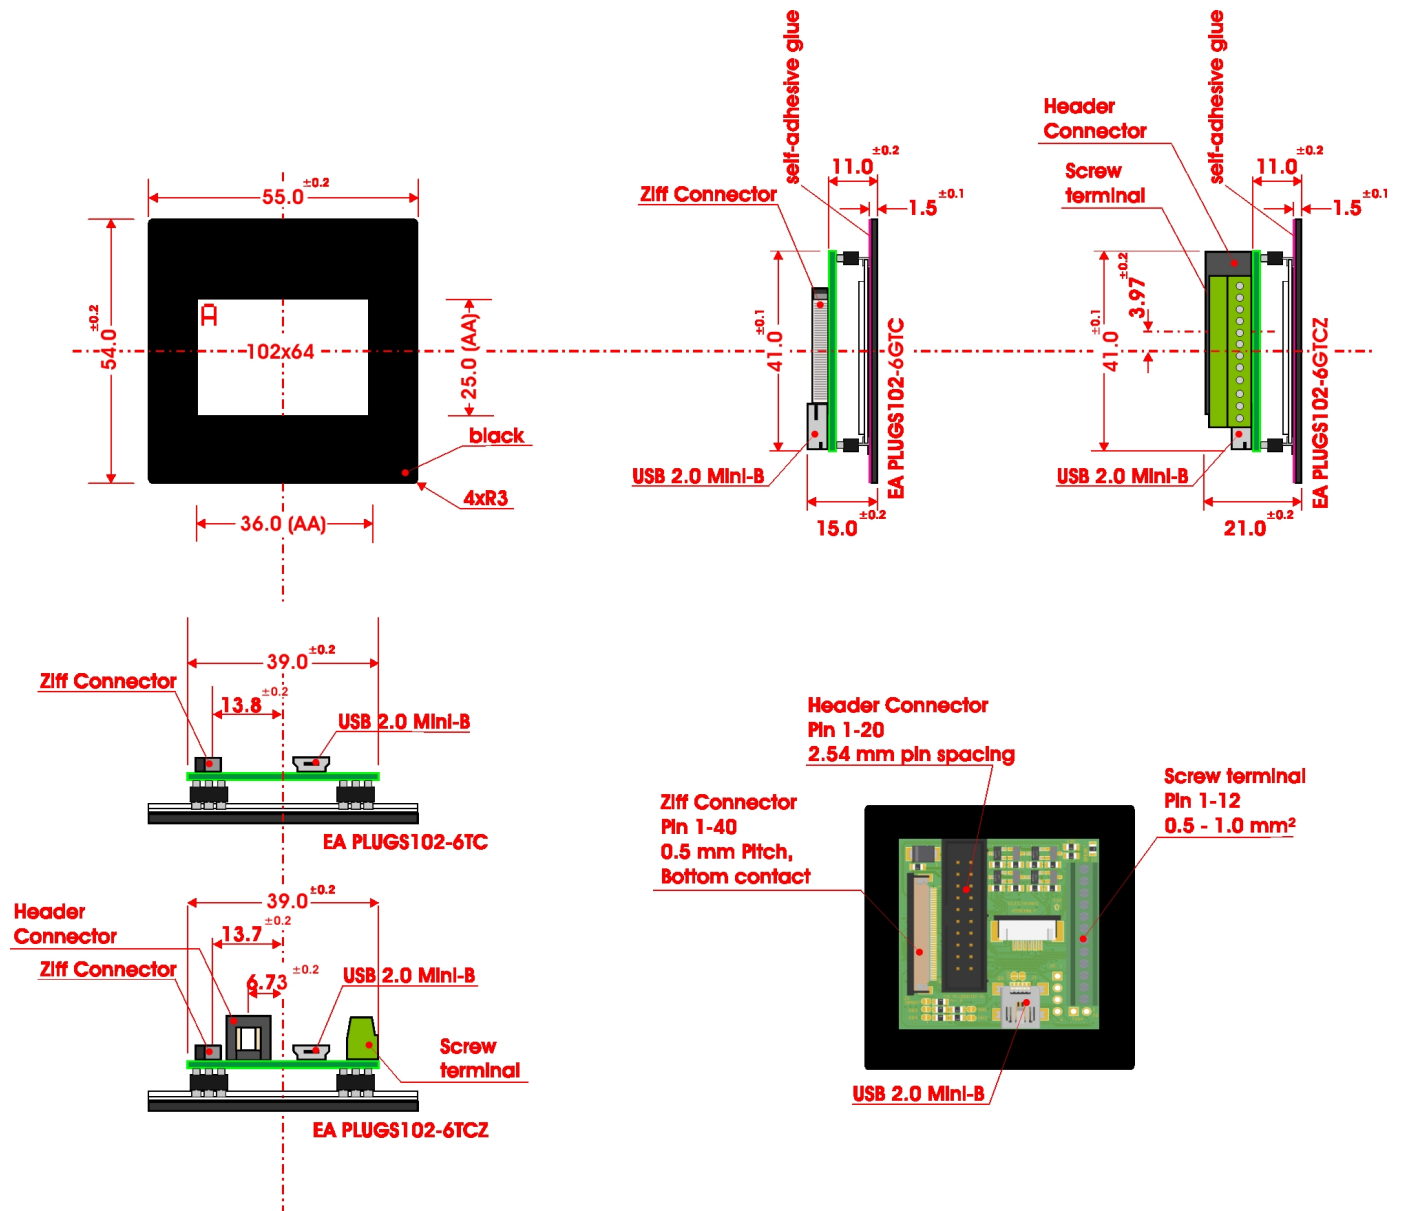 55.0 ±0.2
54.0 ±0.2
A
102x64
25.0 (AA)
black
4xR3
36.0 (AA)
self-adhesive glue
11.0 ±0.2
Ziff Connector
1.5 ±0.1
41.0 ±0.1
USB 2.0 Mini-B
EA PLUGS102-6GTC
15.0 ±0.2
self-adhesive glue
Header
Connector
11.0 ±0.2
Screw
terminal
1.5 ±0.1
3.97 ±0.2
41.0 ±0.1
USB 2.0 Mini-B
EA PLUGS102-6GTCZ
21.0 ±0.2
39.0 ±0.2
Ziff Connector
13.8 ±0.2
USB 2.0 Mini-B
EA PLUGS102-6TC
39.0 ±0.2
Header
Connector
13.7 ±0.2
Ziff Connector
6.73 ±0.2
USB 2.0 Mini-B
Screw
terminal
EA PLUGS102-6TCZ
Header Connector
Pin 1-20
2.54 mm pin spacing
Ziff Connector
Pin 1-40
0.5 mm Pitch,
Bottom contact
Screw terminal
Pin 1-12
0.5 - 1.0 mm²
USB 2.0 Mini-B